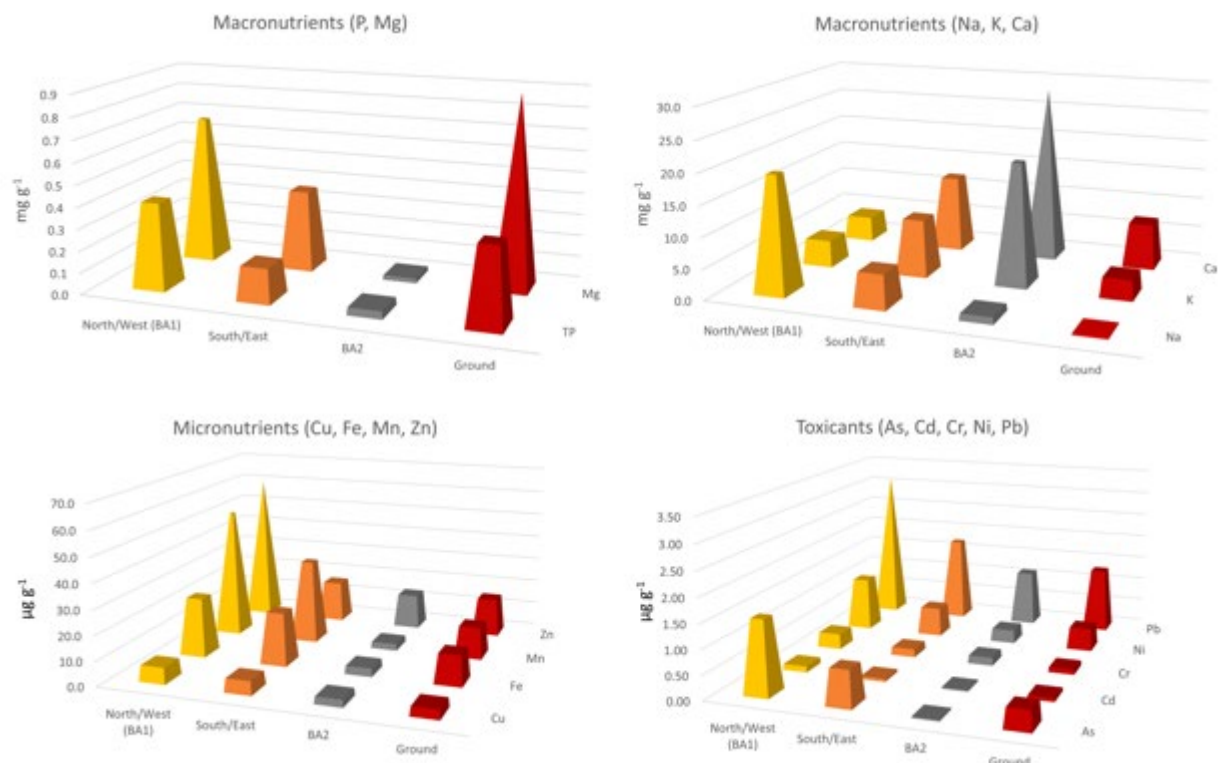 Macronutrients (P, Mg)
0.9
0.8
0.7
0.6
0.5
0.4
0.3
0.2
0.1
0.0
mg g⁻¹
North/West (BA1)
South/East
BA2
Ground
Mg
TP
Macronutrients (Na, K, Ca)
30.0
25.0
20.0
15.0
10.0
5.0
0.0
mg g⁻¹
North/West (BA1)
South/East
BA2
Ground
Ca
K
Na
Micronutrients (Cu, Fe, Mn, Zn)
70.0
60.0
50.0
40.0
30.0
20.0
10.0
0.0
µg g⁻¹
North/West
(BA1)
South/East
BA2
Ground
Zn
Mn
Fe
Cu
Toxicants (As, Cd, Cr, Ni, Pb)
3.50
3.00
2.50
2.00
1.50
1.00
0.50
0.00
µg g⁻¹
North/West
(BA1)
South/East
BA2
Ground
Pb
Ni
Cr
Cd
As